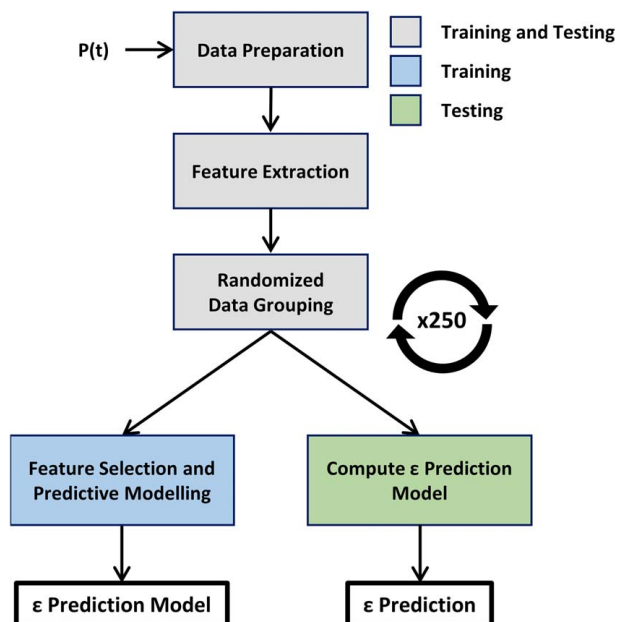 P(t)
Data Preparation
Training and Testing
Training
Testing
Feature Extraction
Randomized
Data Grouping
x250
Feature Selection and
Predictive Modelling
Compute ε Prediction
Model
ε Prediction Model
ε Prediction